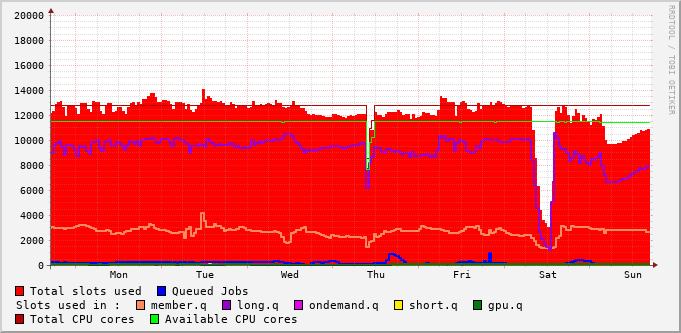 20000
18000
16000
14000
12000
10000
8000
6000
4000
2000
0
Mon Tue Wed Thu Fri Sat Sun
RRDTOOL / TOBI OETIKER
Total slots used Queued Jobs
Slots used in : member.q long.q ondemand.q short.q gpu.q
Total CPU cores Available CPU cores